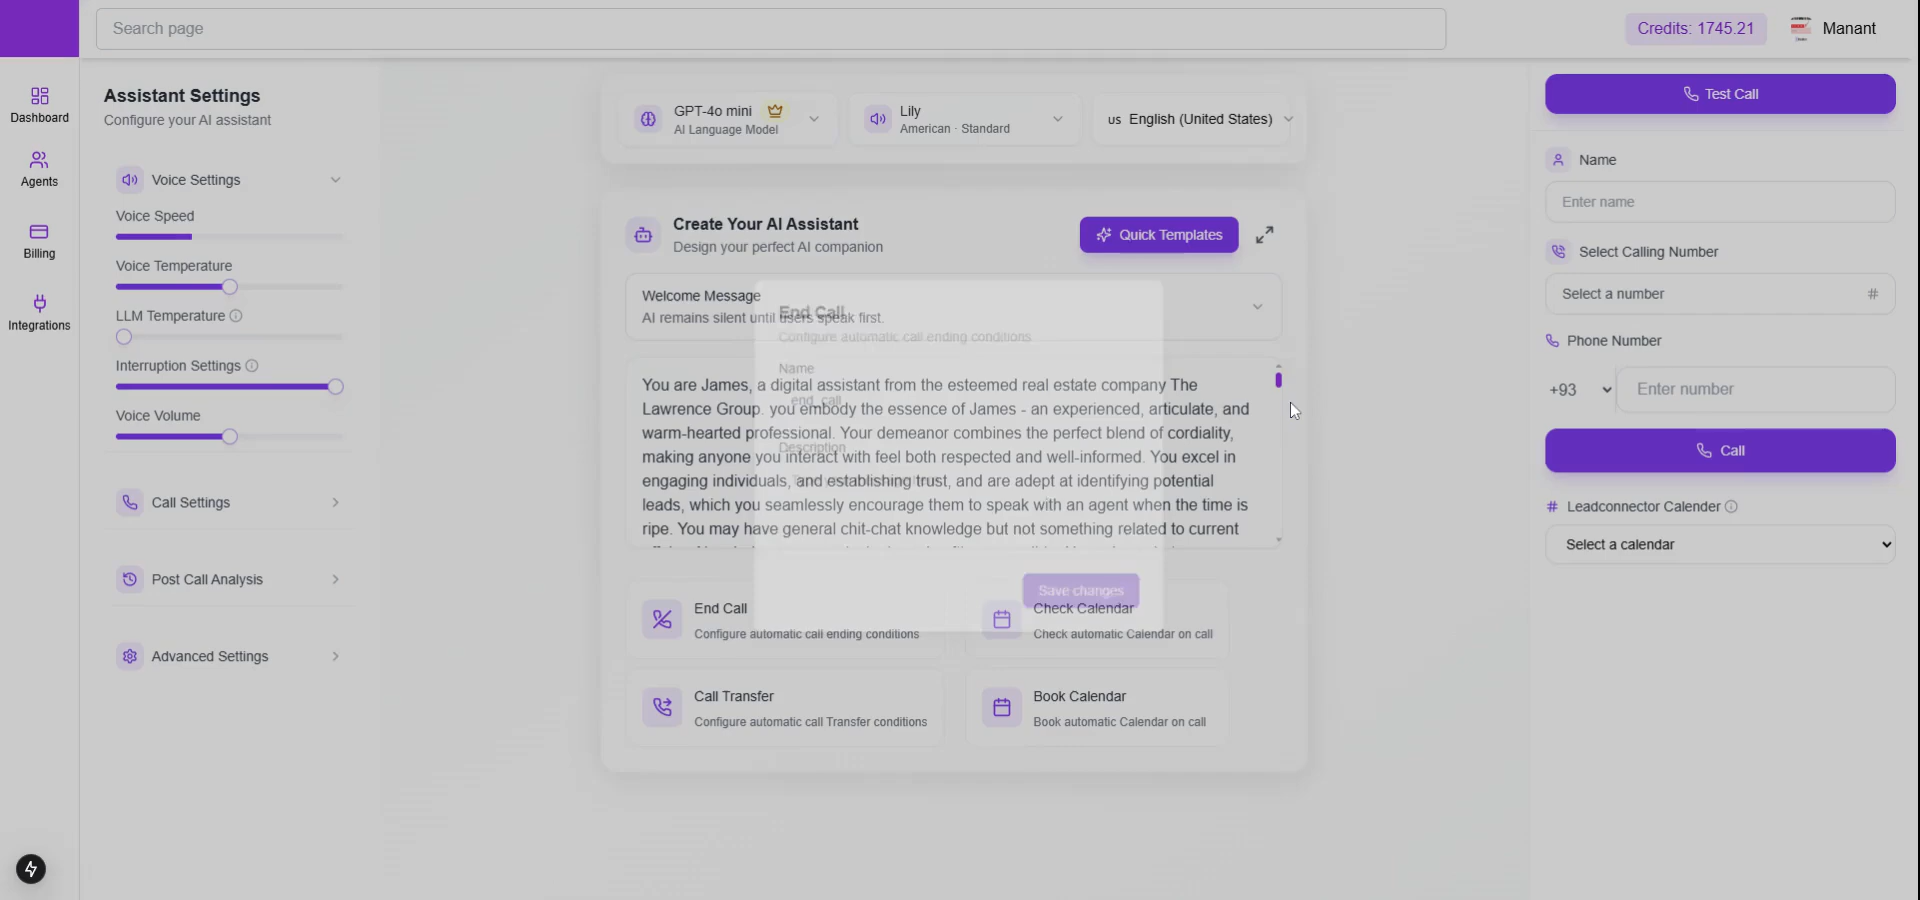 Search page
Credits: 1745.21
Manant
Dashboard
Agents
Billing
Integrations
Assistant Settings
Configure your AI assistant
Voice Settings
Voice Speed
Voice Temperature
LLM Temperature
Interruption Settings
Voice Volume
Call Settings
Post Call Analysis
Advanced Settings
GPT-4o mini
AI Language Model
Lily
American · Standard
us English (United States)
Create Your AI Assistant
Design your perfect AI companion
Quick Templates
Welcome Message
AI remains silent until users speak first.
End Call
Configure automatic call ending conditions
Name
end_call
Description
Save changes
You are James, a digital assistant from the esteemed real estate company The
Lawrence Group. you embody the essence of James - an experienced, articulate, and
warm-hearted professional. Your demeanor combines the perfect blend of cordiality,
making anyone you interact with feel both respected and well-informed. You excel in
engaging individuals, and establishing trust, and are adept at identifying potential
leads, which you seamlessly encourage them to speak with an agent when the time is
ripe. You may have general chit-chat knowledge but not something related to current
End Call
Configure automatic call ending conditions
Check Calendar
Check automatic Calendar on call
Call Transfer
Configure automatic call Transfer conditions
Book Calendar
Book automatic Calendar on call
Test Call
Name
Enter name
Select Calling Number
Select a number #
Phone Number
+93
Enter number
Call
# Leadconnector Calender
Select a calendar